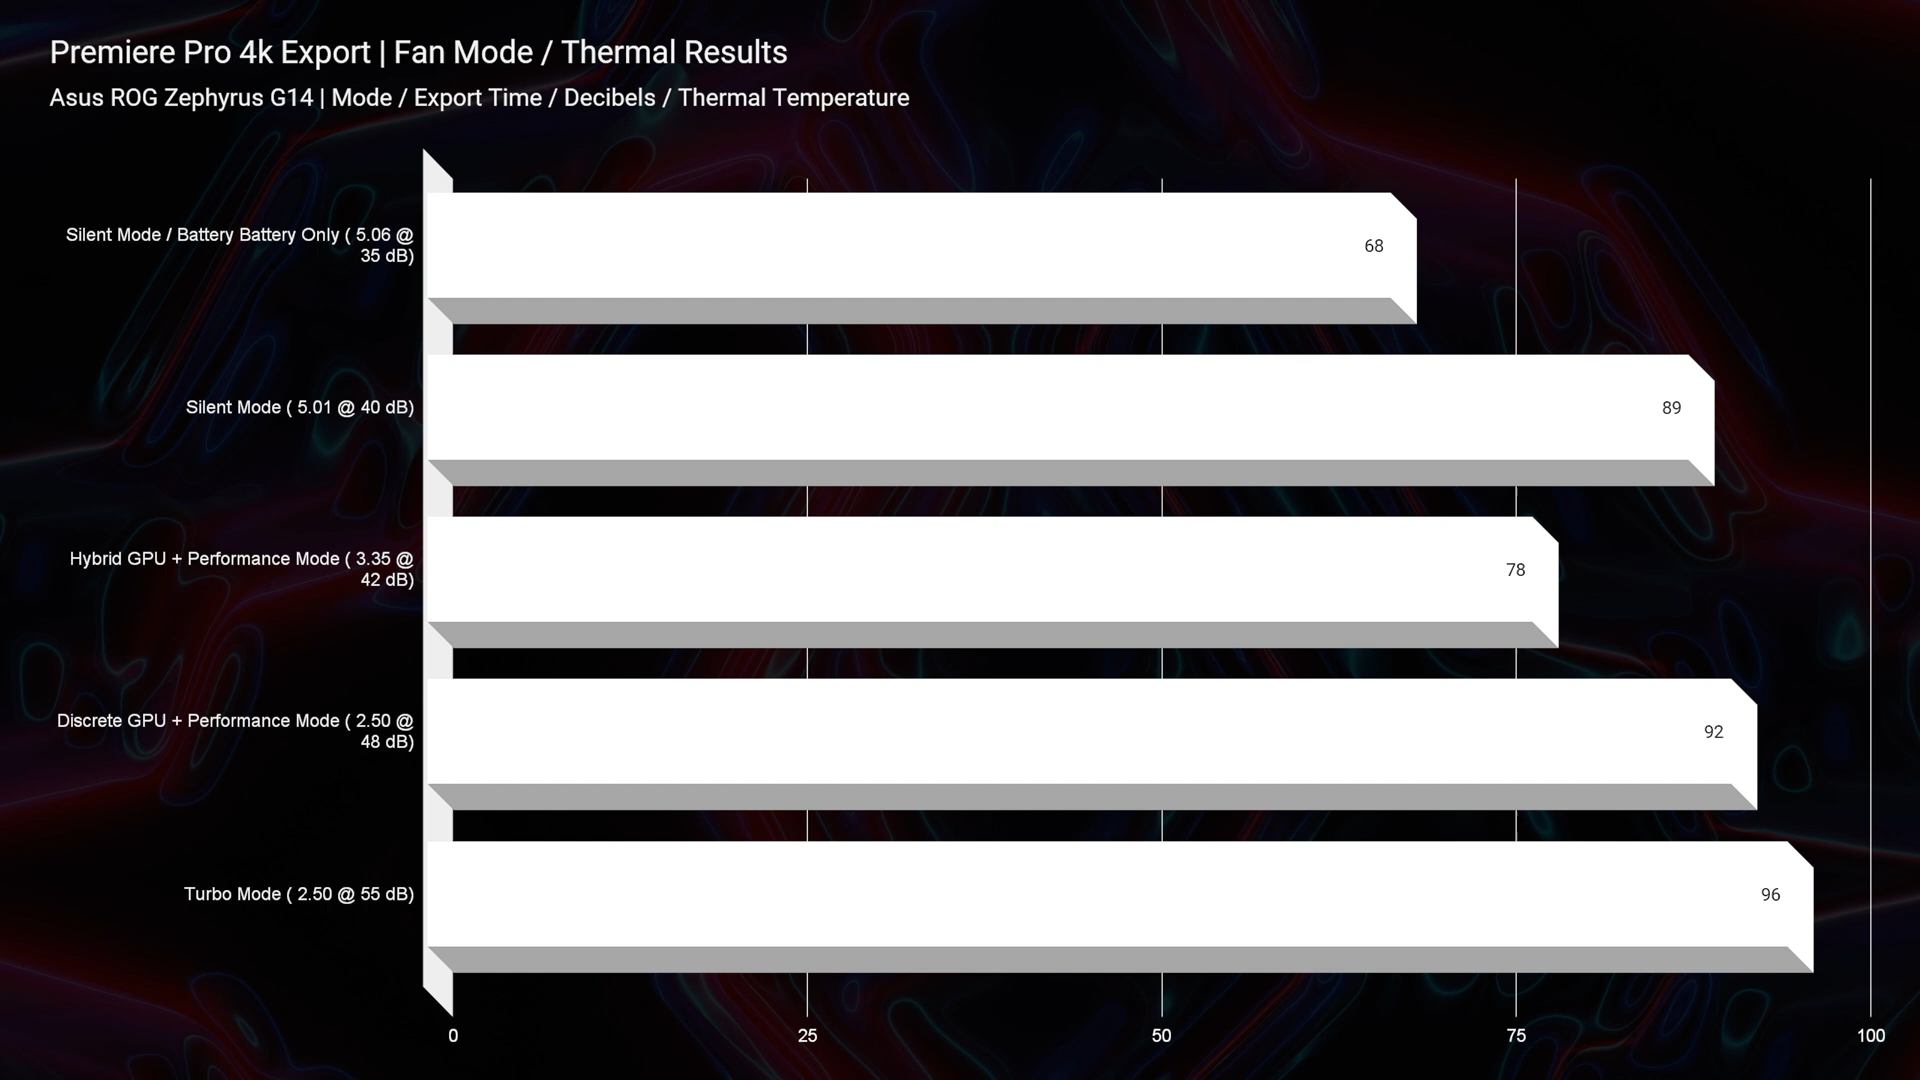 Premiere Pro 4k Export | Fan Mode / Thermal Results
Asus ROG Zephyrus G14 | Mode / Export Time / Decibels / Thermal Temperature
Silent Mode / Battery Battery Only ( 5.06 @
35 dB)
68
Silent Mode ( 5.01 @ 40 dB)
89
Hybrid GPU + Performance Mode ( 3.35 @
42 dB)
78
Discrete GPU + Performance Mode ( 2.50 @
48 dB)
92
Turbo Mode ( 2.50 @ 55 dB)
96
0 25 50 75 100